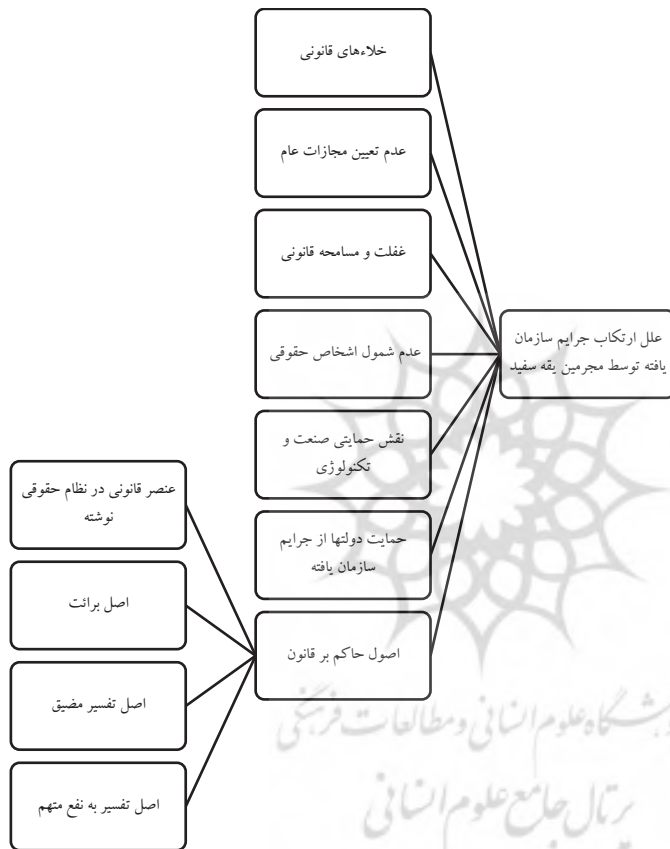 خلاءهای قانونی
عدم تعیین مجازات عام
غفلت و مسامحه قانونی
علل ارتکاب جرایم سازمان
یافته توسط مجرمین یقه سفید
عدم شمول اشخاص حقوقی
نقش حمایتی صنعت و
تکنولوژی
حمایت دولتها از جرایم
سازمان یافته
اصول حاکم بر قانون
عنصر قانونی در نظام حقوقی
نوشته
اصل برائت
اصل تفسیر مضیق
اصل تفسیر به نفع متهم
علوم انسانی و مطالعات فرهنگی
پرتال جامع علوم انسانی